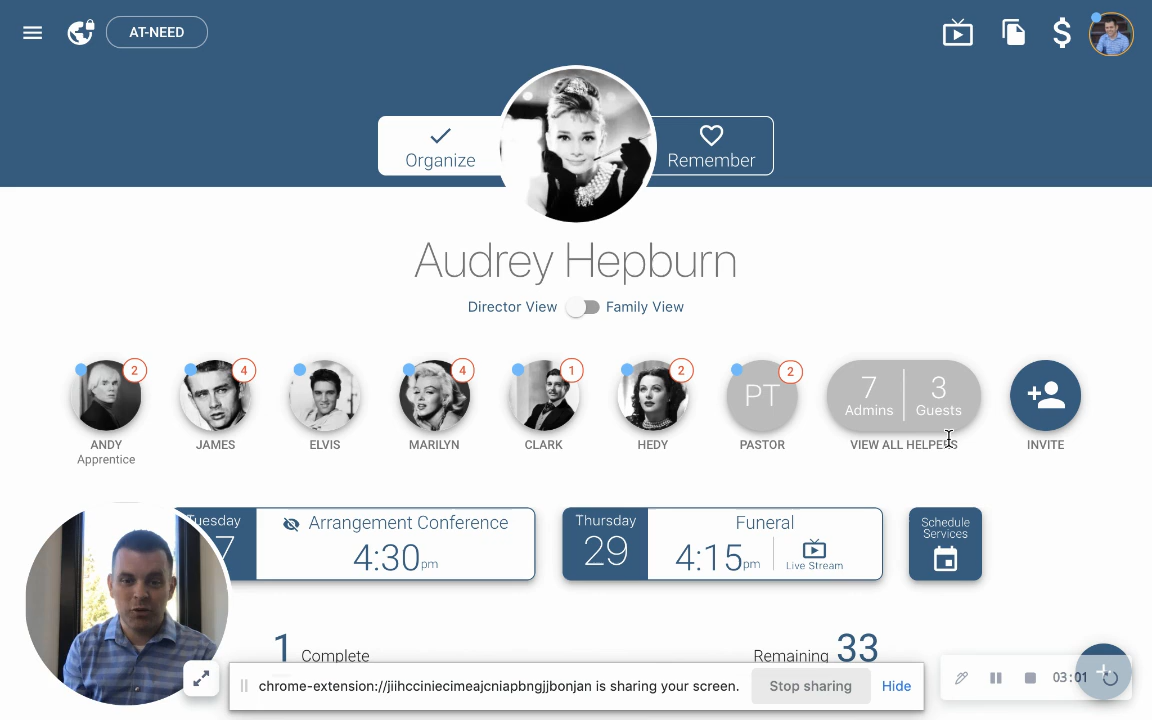 AT-NEED
Organize
Remember
Audrey Hepburn
Director View
Family View
2
4
4
1
2
PT
2
7
Admins
3
Guests
ANDY
Apprentice
JAMES
ELVIS
MARILYN
CLARK
HEDY
PASTOR
VIEW ALL HELPERS
INVITE
7
Arrangement Conference
4:30pm
Thursday
29
Funeral
4:15pm
Live Stream
Schedule
Services
1 Complete
Remaining 33
chrome-extension://jiihcciniecimeajcniapbngjjbonjan is sharing your screen.
Stop sharing
Hide
03:01